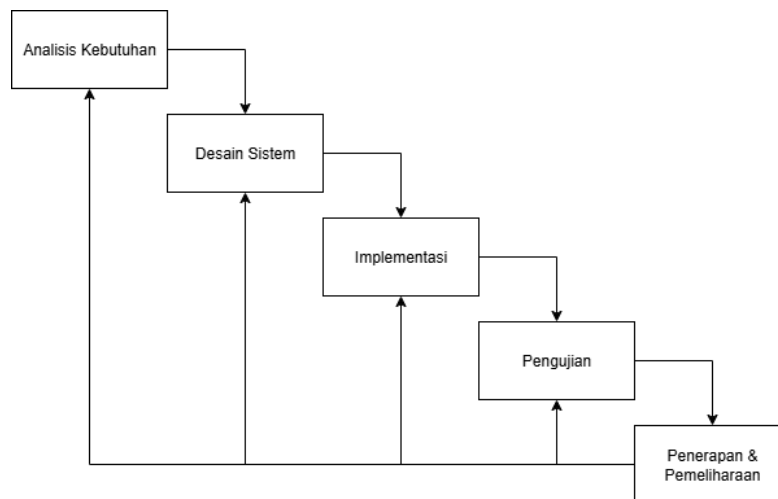 Analisis Kebutuhan
Desain Sistem
Implementasi
Pengujian
Penerapan &
Pemeliharaan